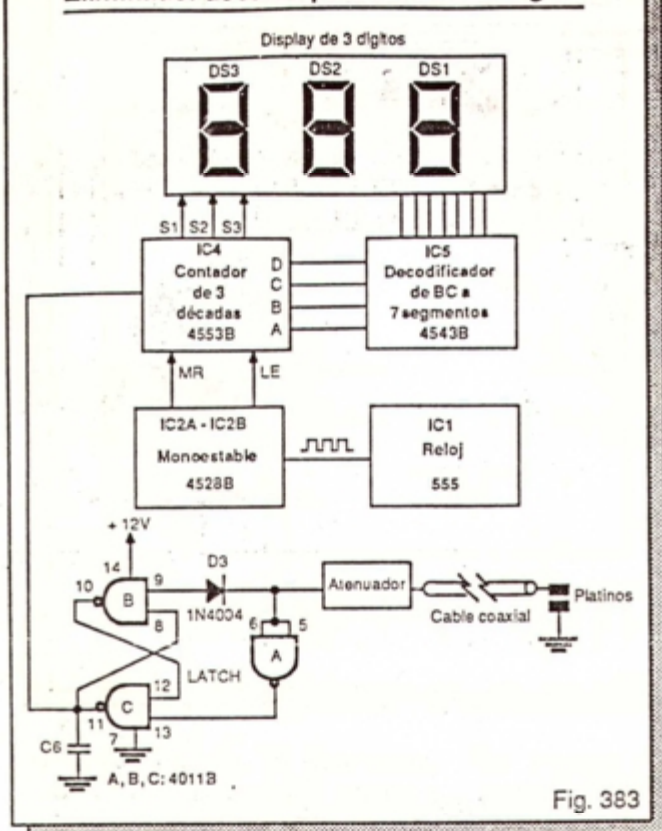 Display de 3 dígitos
DS3 DS2 DS1
S1 S2 S3
IC4
Contador
de 3
décadas
4553B
D
C
B
A
IC5
Decodificador
de BC a
7 segmentos
4543B
MR
LE
IC2A - IC2B
Monoestable
4528B
IC1
Reloj
555
+ 12V
14
10
B
9
8
D3
1N4004
Atenuador
Cable coaxial
Platinos
6
5
A
LATCH
12
11
C
7
13
C6
A, B, C: 4011B
Fig. 383